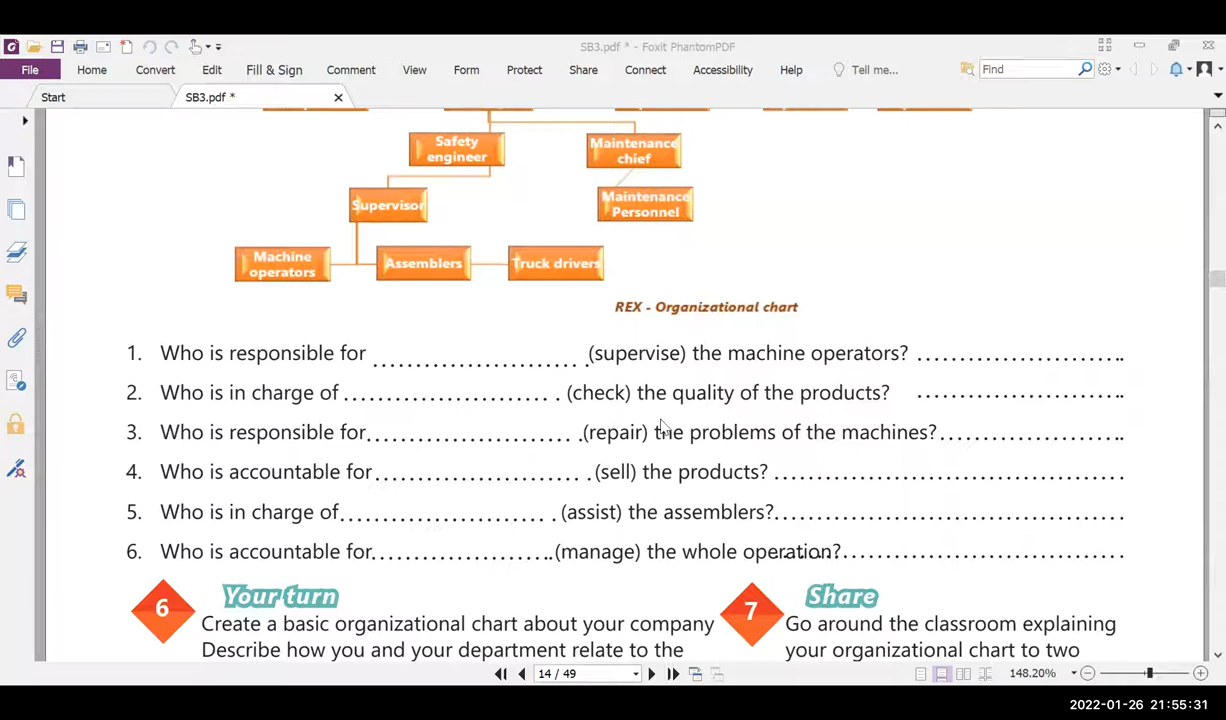 SB3.pdf * - Foxit PhantomPDF
File Home Convert Edit Fill & Sign Comment View Form Protect Share Connect Accessibility Help Tell me... Find
Start SB3.pdf *
Safety engineer
Maintenance chief
Supervisor
Maintenance Personnel
Machine operators
Assemblers
Truck drivers
REX - Organizational chart
1. Who is responsible for ........................ (supervise) the machine operators? ........................
2. Who is in charge of ........................ (check) the quality of the products? ........................
3. Who is responsible for........................ (repair) the problems of the machines?........................
4. Who is accountable for........................ (sell) the products? ........................
5. Who is in charge of........................ (assist) the assemblers?........................
6. Who is accountable for........................(manage) the whole operation?........................
6 Your turn
Create a basic organizational chart about your company
Describe how you and your department relate to the
7 Share
Go around the classroom explaining
your organizational chart to two
14 / 49
148.20%
2022-01-26 21:55:31